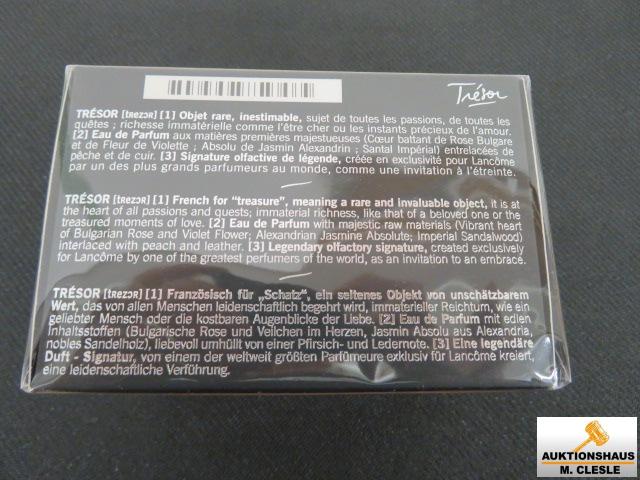 Trésor
TRÉSOR [tRɛzɔR] [1] Objet rare, inestimable, sujet de toutes les passions, de toutes les
quêtes ; richesse immatérielle comme l'être cher ou les instants précieux de l'amour.
[2] Eau de Parfum aux matières premières majestueuses (Cœur battant de Rose Bulgare
et de Fleur de Violette ; Absolu de Jasmin Alexandrin ; Santal Impérial) entrelacées de
pêche et de cuir. [3] Signature olfactive de légende, créée en exclusivité pour Lancôme
par un des plus grands parfumeurs au monde, comme une invitation à l'étreinte.
TRÉSOR [tRɛzɔR] [1] French for "treasure", meaning a rare and invaluable object, it is at
the heart of all passions and quests; immaterial richness, like that of a beloved one or the
treasured moments of love. [2] Eau de Parfum with majestic raw materials (Vibrant heart
of Bulgarian Rose and Violet Flower; Alexandrian Jasmine Absolute; Imperial Sandalwood)
interlaced with peach and leather. [3] Legendary olfactory signature, created exclusively
for Lancôme by one of the greatest perfumers of the world, as an invitation to an embrace.
TRÉSOR [tRɛzɔR] [1] Französisch für „Schatz", ein seltenes Objekt von unschätzbarem
Wert, das von allen Menschen leidenschaftlich begehrt wird, immaterieller Reichtum, wie ein
geliebter Mensch oder die kostbaren Augenblicke der Liebe. [2] Eau de Parfum mit edlen
Inhaltsstoffen (Bulgarische Rose und Veilchen im Herzen, Jasmin Absolu aus Alexandria,
nobles Sandelholz), liebevoll umhüllt von einer Pfirsich- und Ledernote. [3] Eine legendäre
Duft - Signatur, von einem der weltweit größten Parfümeure exklusiv für Lancôme kreiert,
eine leidenschaftliche Verführung.
AUKTIONSHAUS
M. CLESLE